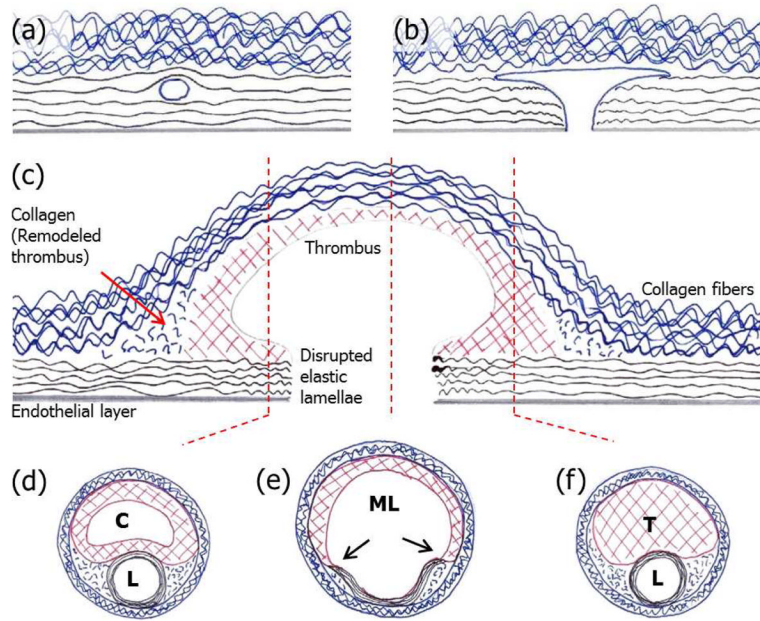 (a)
(b)
(c)
Collagen
(Remodeled
thrombus)
Thrombus
Collagen fibers
Disrupted
elastic
lamellae
Endothelial layer
(d)
(e)
(f)
C
L
ML
T
L